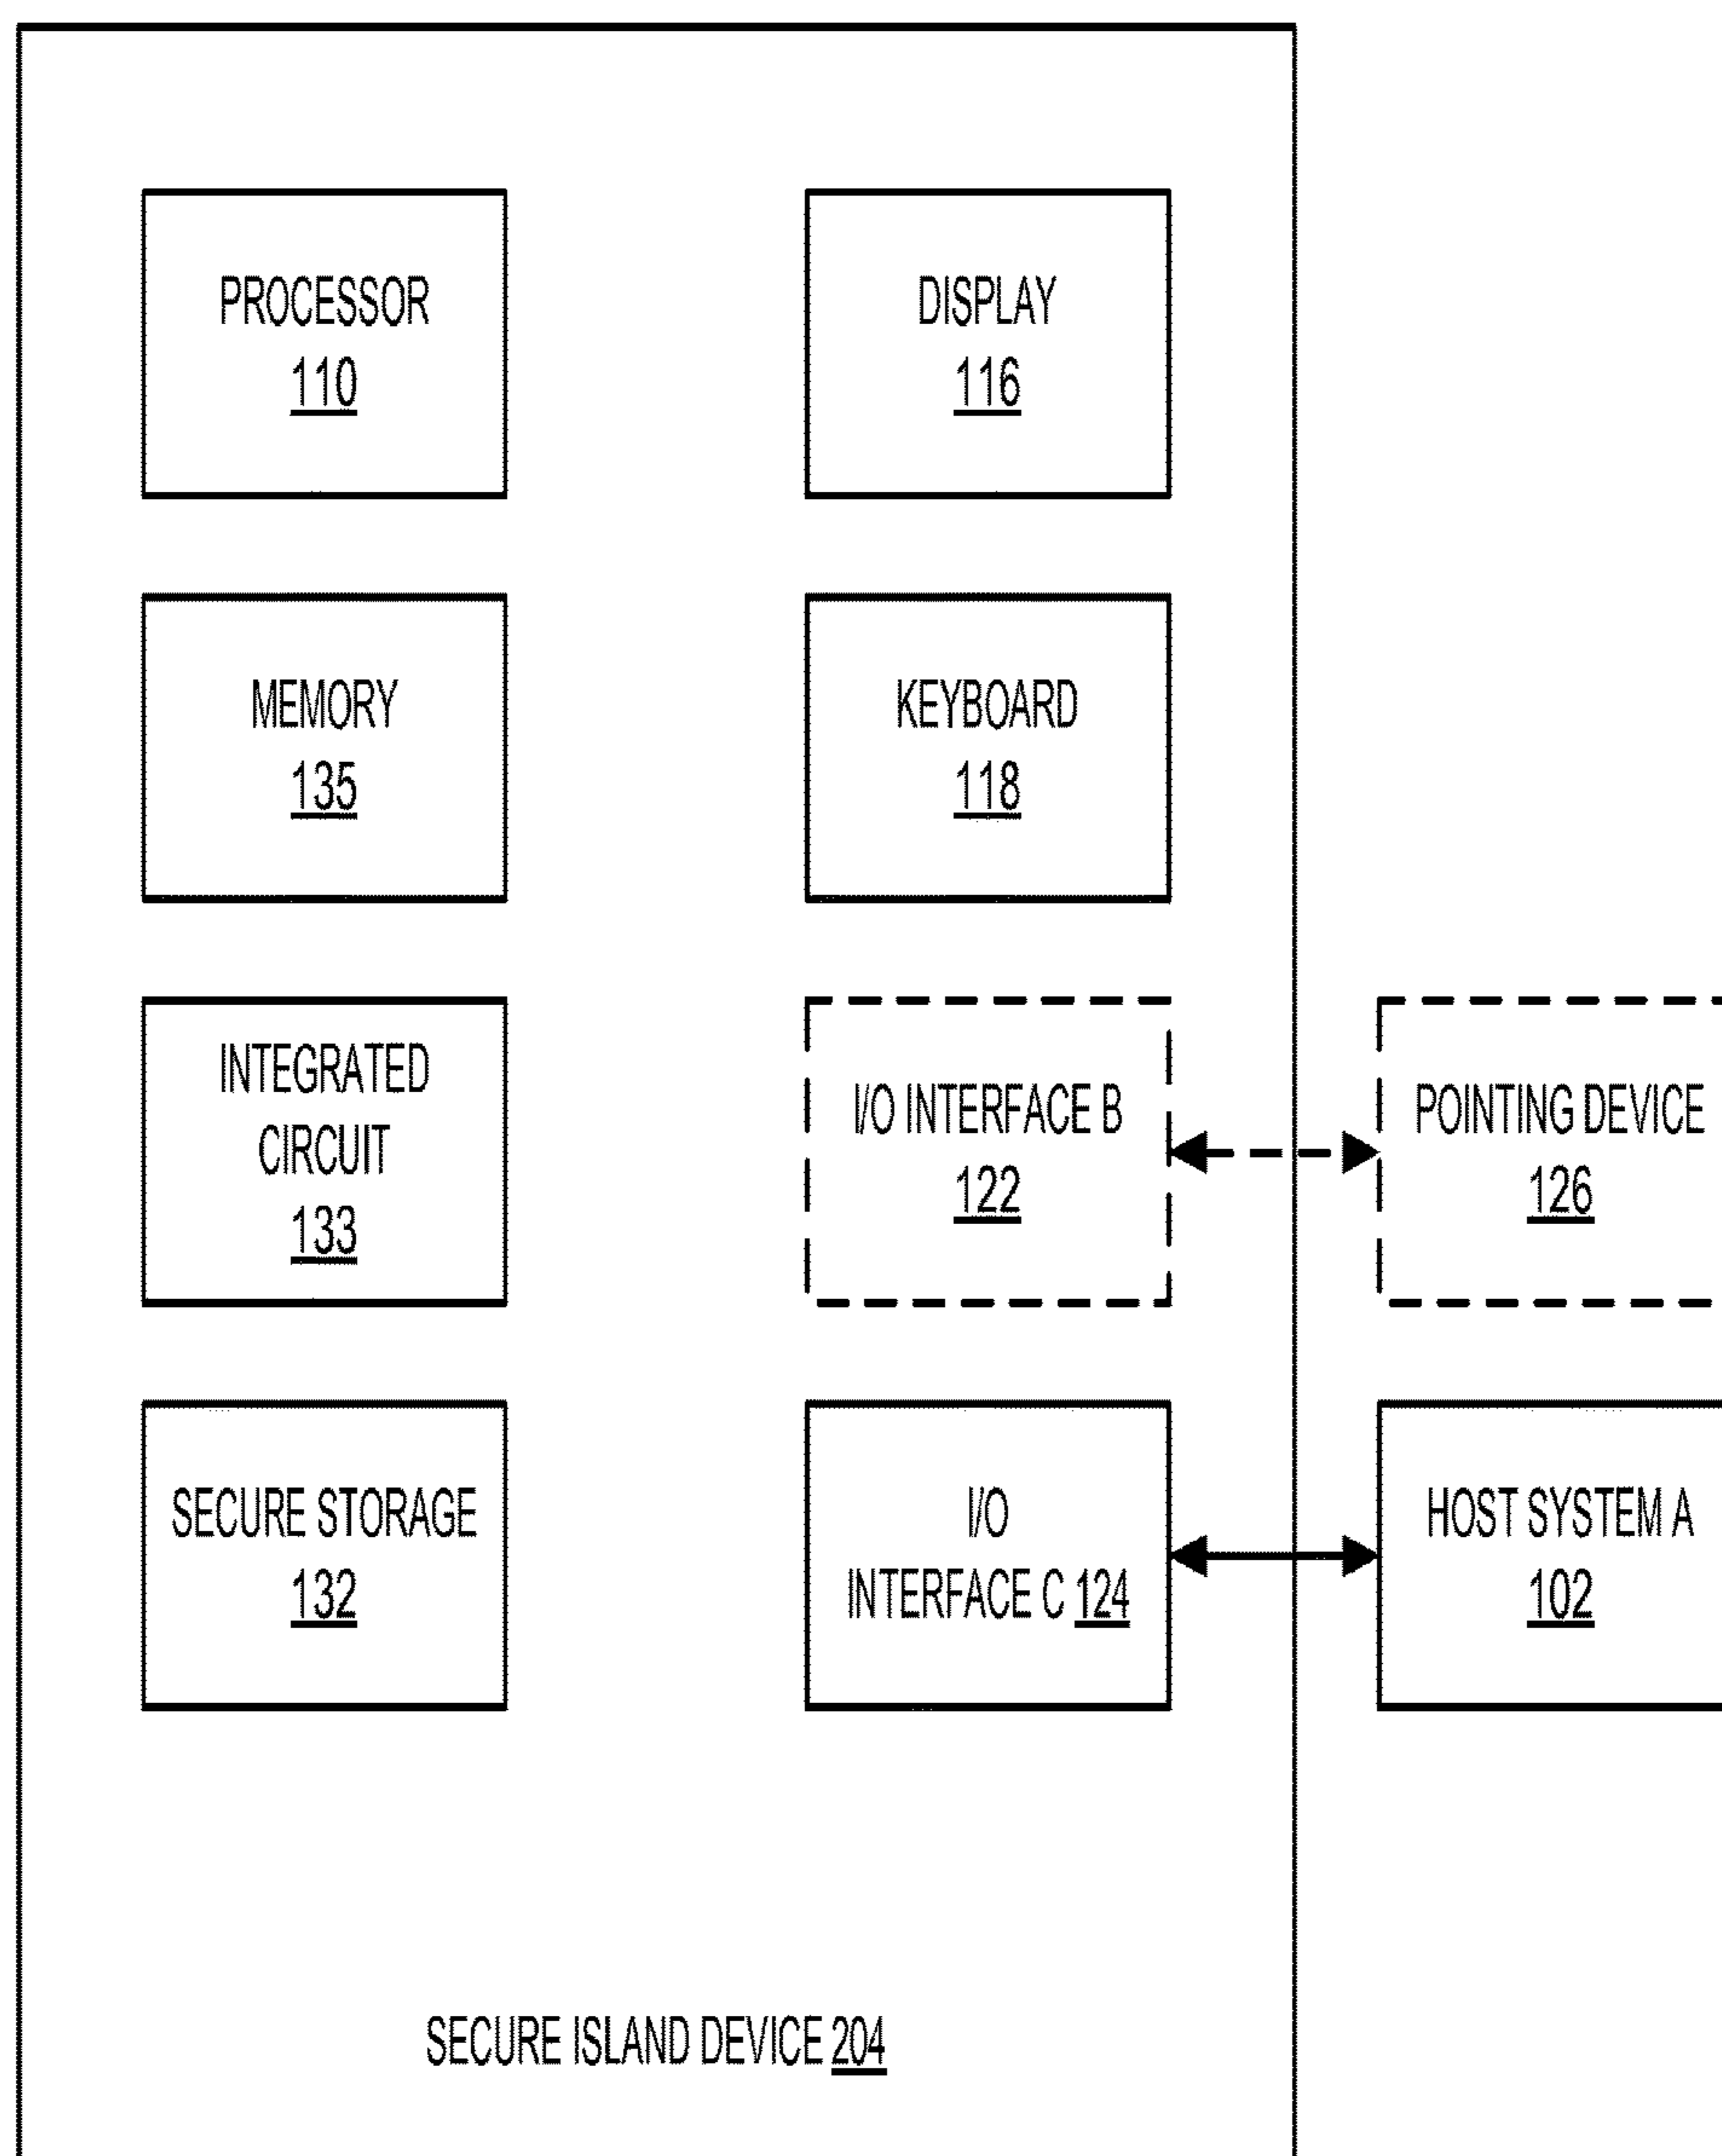 PROCESSOR
110
DISPLAY
116
MEMORY
135
KEYBOARD
118
INTEGRATED
CIRCUIT
133
I/O INTERFACE B
122
POINTING DEVICE
126
SECURE STORAGE
132
I/O
INTERFACE C 124
HOST SYSTEM A
102
SECURE ISLAND DEVICE 204